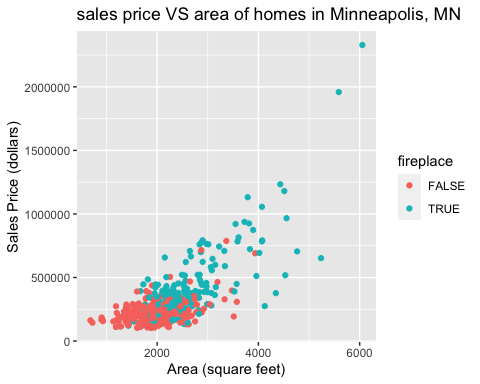 sales price VS area of homes in Minneapolis, MN
Sales Price (dollars)
2000000
1500000
1000000
500000
0
2000
4000
6000
Area (square feet)
fireplace
FALSE
TRUE